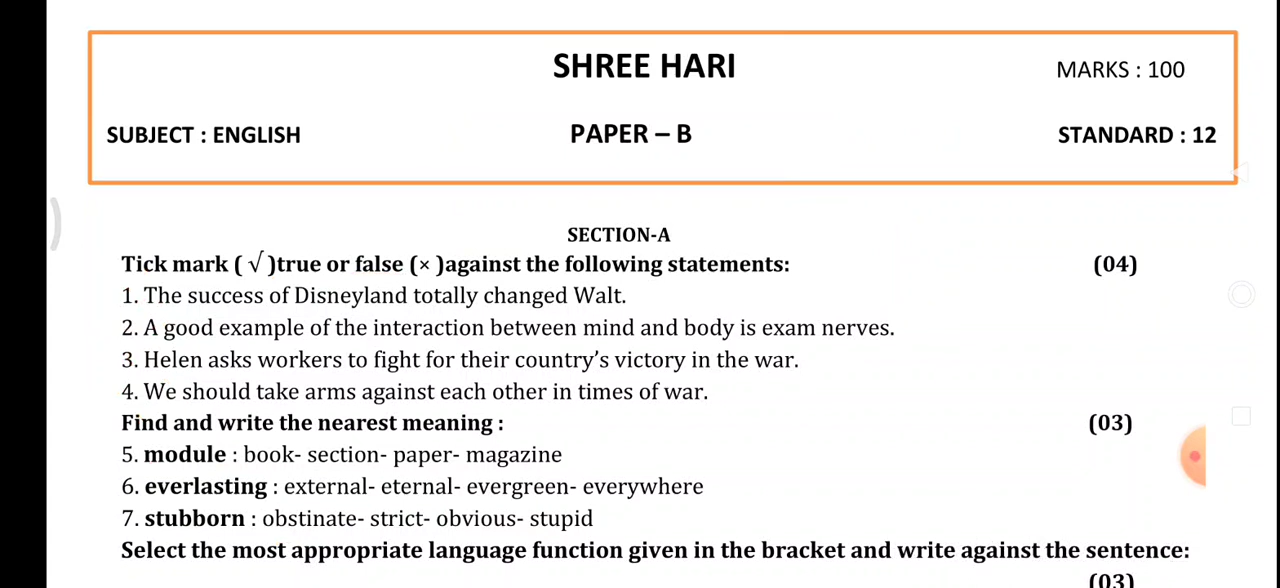 SHREE HARI MARKS : 100
SUBJECT : ENGLISH PAPER – B STANDARD : 12
SECTION-A
Tick mark ( √ )true or false (× )against the following statements: (04)
1. The success of Disneyland totally changed Walt.
2. A good example of the interaction between mind and body is exam nerves.
3. Helen asks workers to fight for their country’s victory in the war.
4. We should take arms against each other in times of war.
Find and write the nearest meaning : (03)
5. module : book- section- paper- magazine
6. everlasting : external- eternal- evergreen- everywhere
7. stubborn : obstinate- strict- obvious- stupid
Select the most appropriate language function given in the bracket and write against the sentence:
(03)